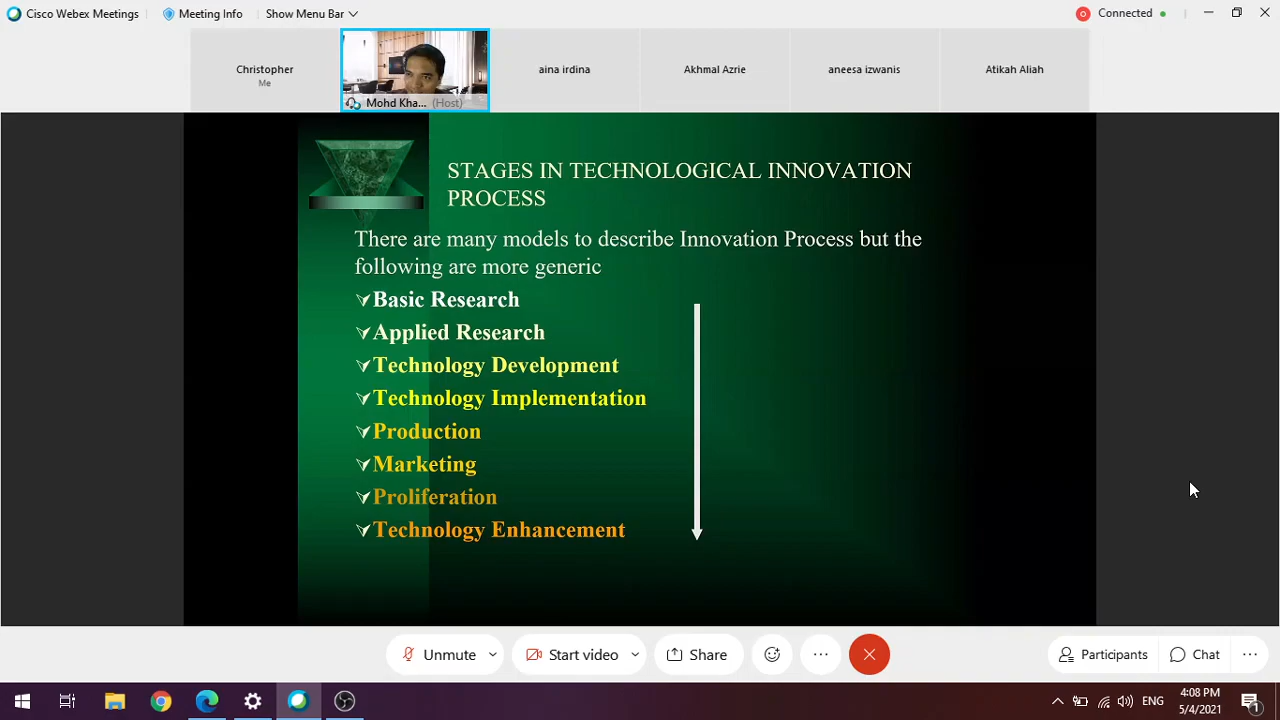 Cisco Webex Meetings
Meeting Info
Show Menu Bar
Connected
Christopher
Me
Mohd Kha... (Host)
aina irdina
Akhmal Azrie
aneesa izwanis
Atikah Aliah
STAGES IN TECHNOLOGICAL INNOVATION
PROCESS
There are many models to describe Innovation Process but the
following are more generic
Basic Research
Applied Research
Technology Development
Technology Implementation
Production
Marketing
Proliferation
Technology Enhancement
Unmute
Start video
Share
Participants
Chat
ENG
4:08 PM
5/4/2021
1